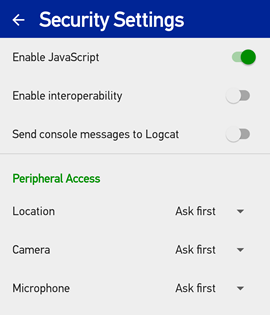 Security Settings
Enable JavaScript
Enable interoperability
Send console messages to Logcat
Peripheral Access
Location Ask first
Camera Ask first
Microphone Ask first